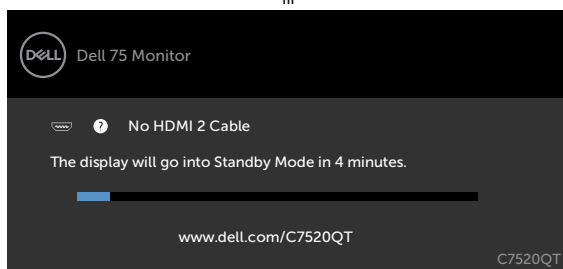 DELL
Dell 75 Monitor
? No HDMI 2 Cable
The display will go into Standby Mode in 4 minutes.
www.dell.com/C7520QT
C7520QT